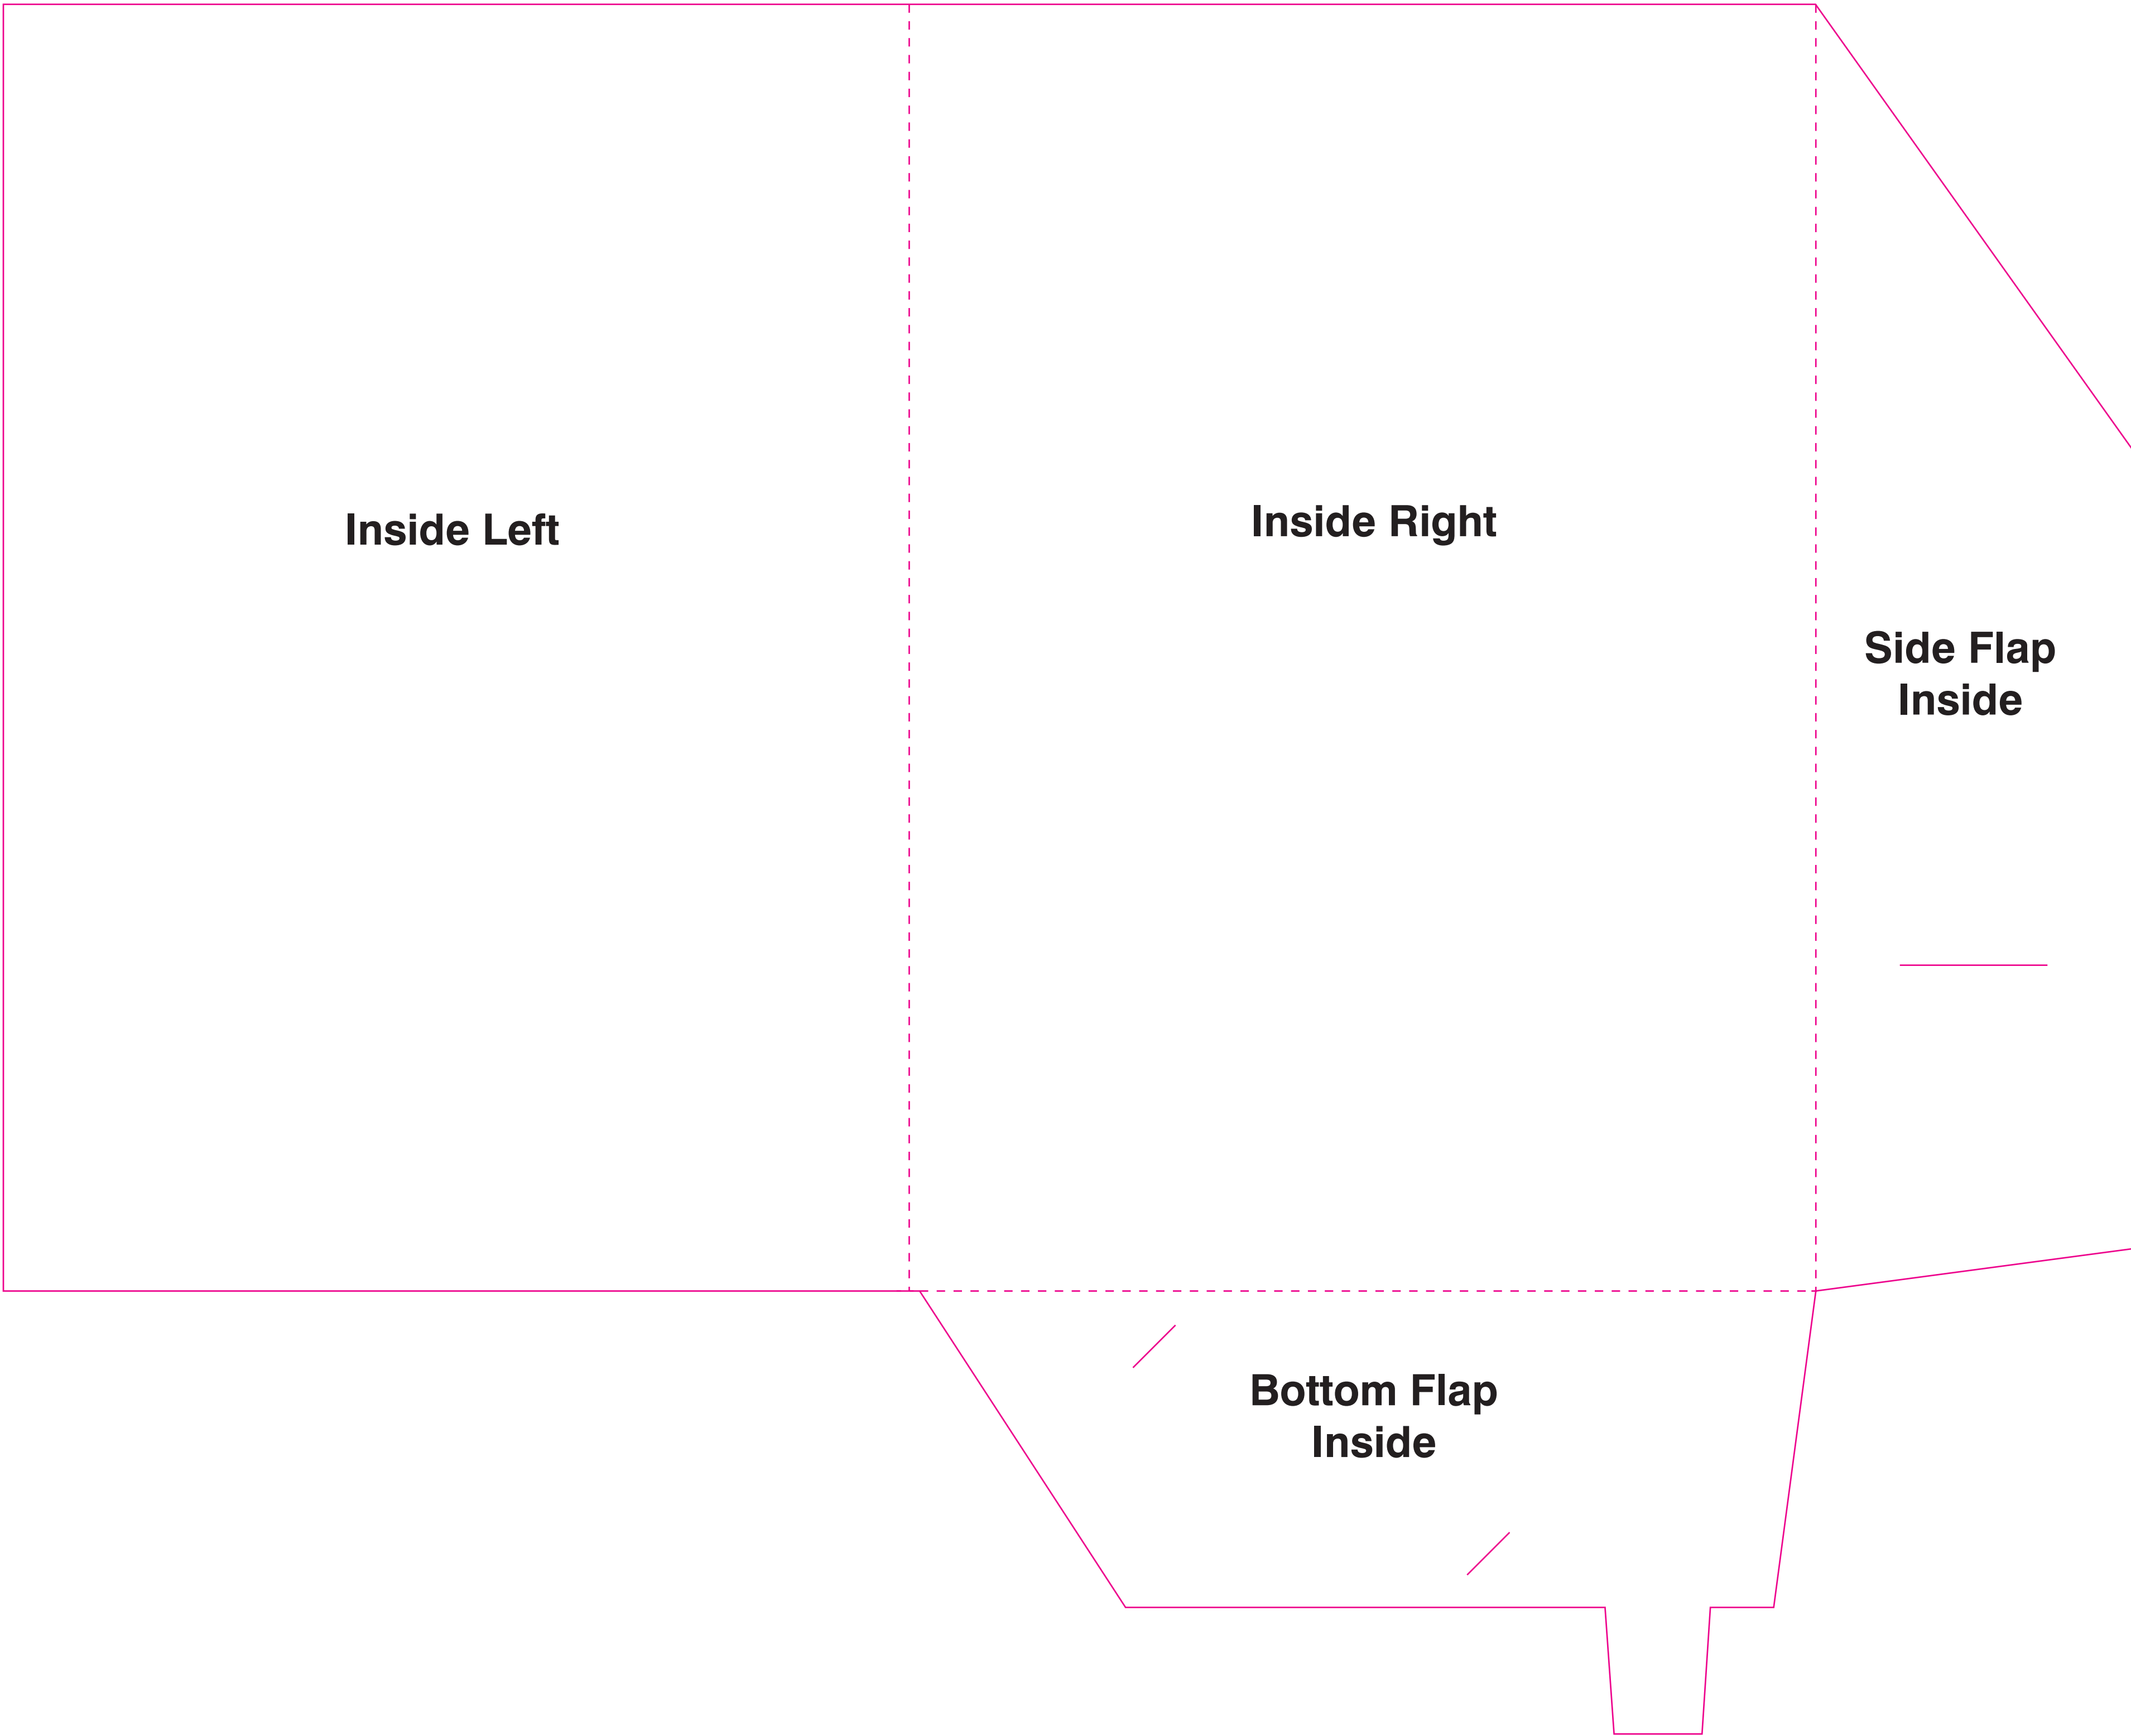 Inside Left
Inside Right
Side Flap
Inside
Bottom Flap
Inside